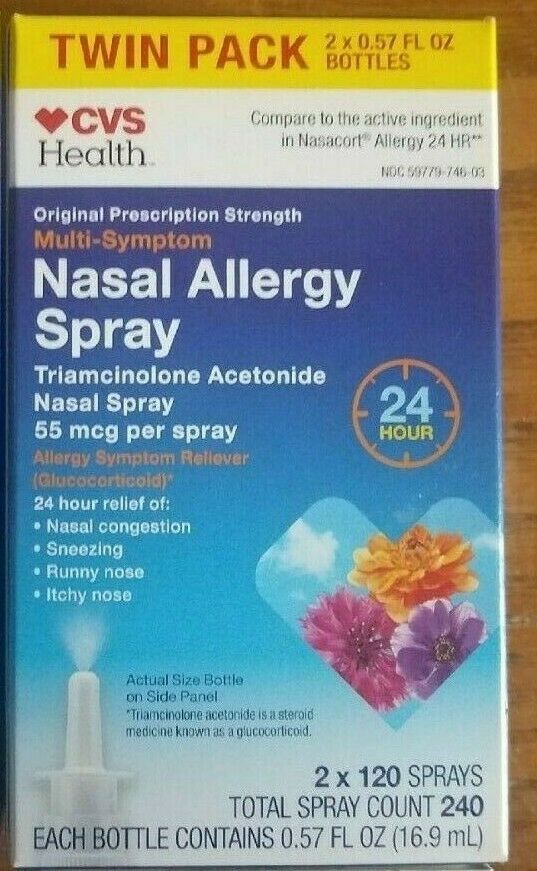 TWIN PACK 2 x 0.57 FL OZ
BOTTLES
CVS
Health™
Compare to the active ingredient
in Nasacort® Allergy 24 HR**
NDC 59779-746-03
Original Prescription Strength
Multi-Symptom
Nasal Allergy
Spray
Triamcinolone Acetonide
Nasal Spray
55 mcg per spray
Allergy Symptom Reliever
(Glucocorticoid)*
24 HOUR
24 hour relief of:
• Nasal congestion
• Sneezing
• Runny nose
• Itchy nose
Actual Size Bottle
on Side Panel
*Triamcinolone acetonide is a steroid
medicine known as a glucocorticoid.
2 x 120 SPRAYS
TOTAL SPRAY COUNT 240
EACH BOTTLE CONTAINS 0.57 FL OZ (16.9 mL)